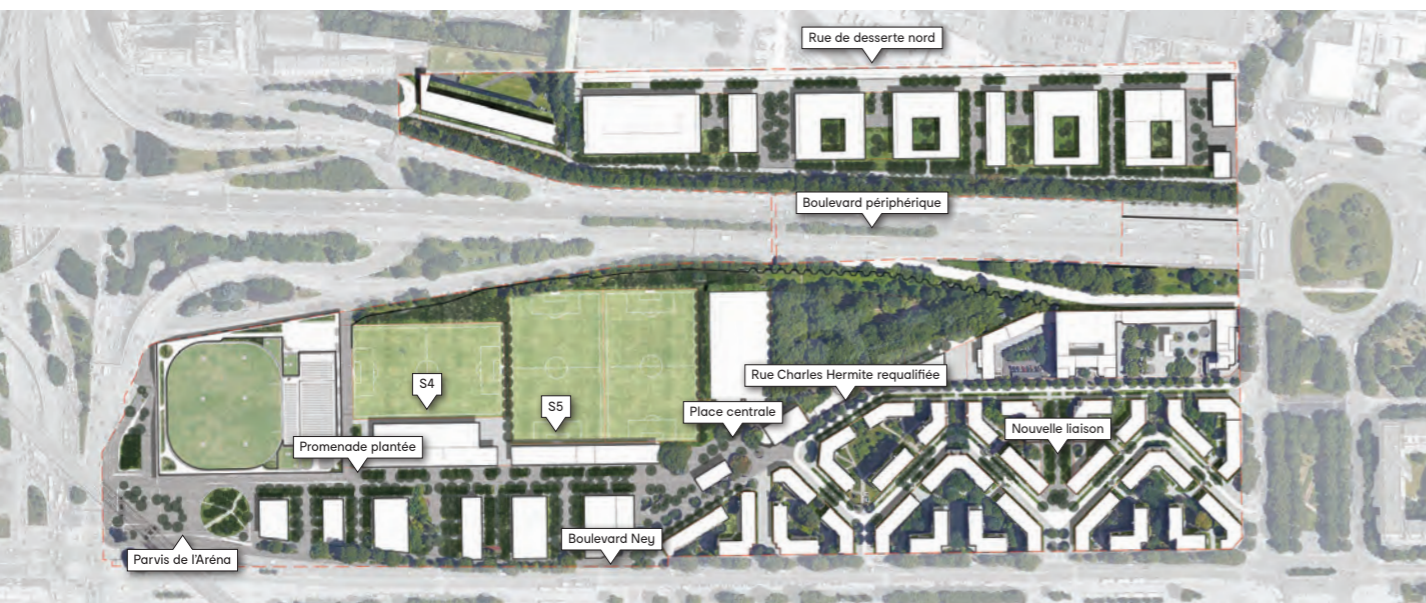 Rue de desserte nord
Boulevard périphérique
Rue Charles Hermite requalifiée
S4
S5
Place centrale
Nouvelle liaison
Promenade plantée
Boulevard Ney
Parvis de l'Aréna